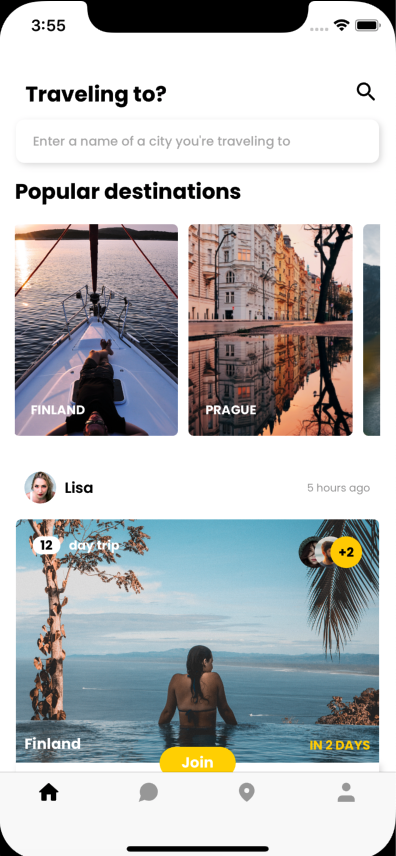 3:55
Traveling to?
Enter a name of a city you're traveling to
Popular destinations
FINLAND
PRAGUE
Lisa
5 hours ago
12 day trip
+2
Finland
IN 2 DAYS
Join